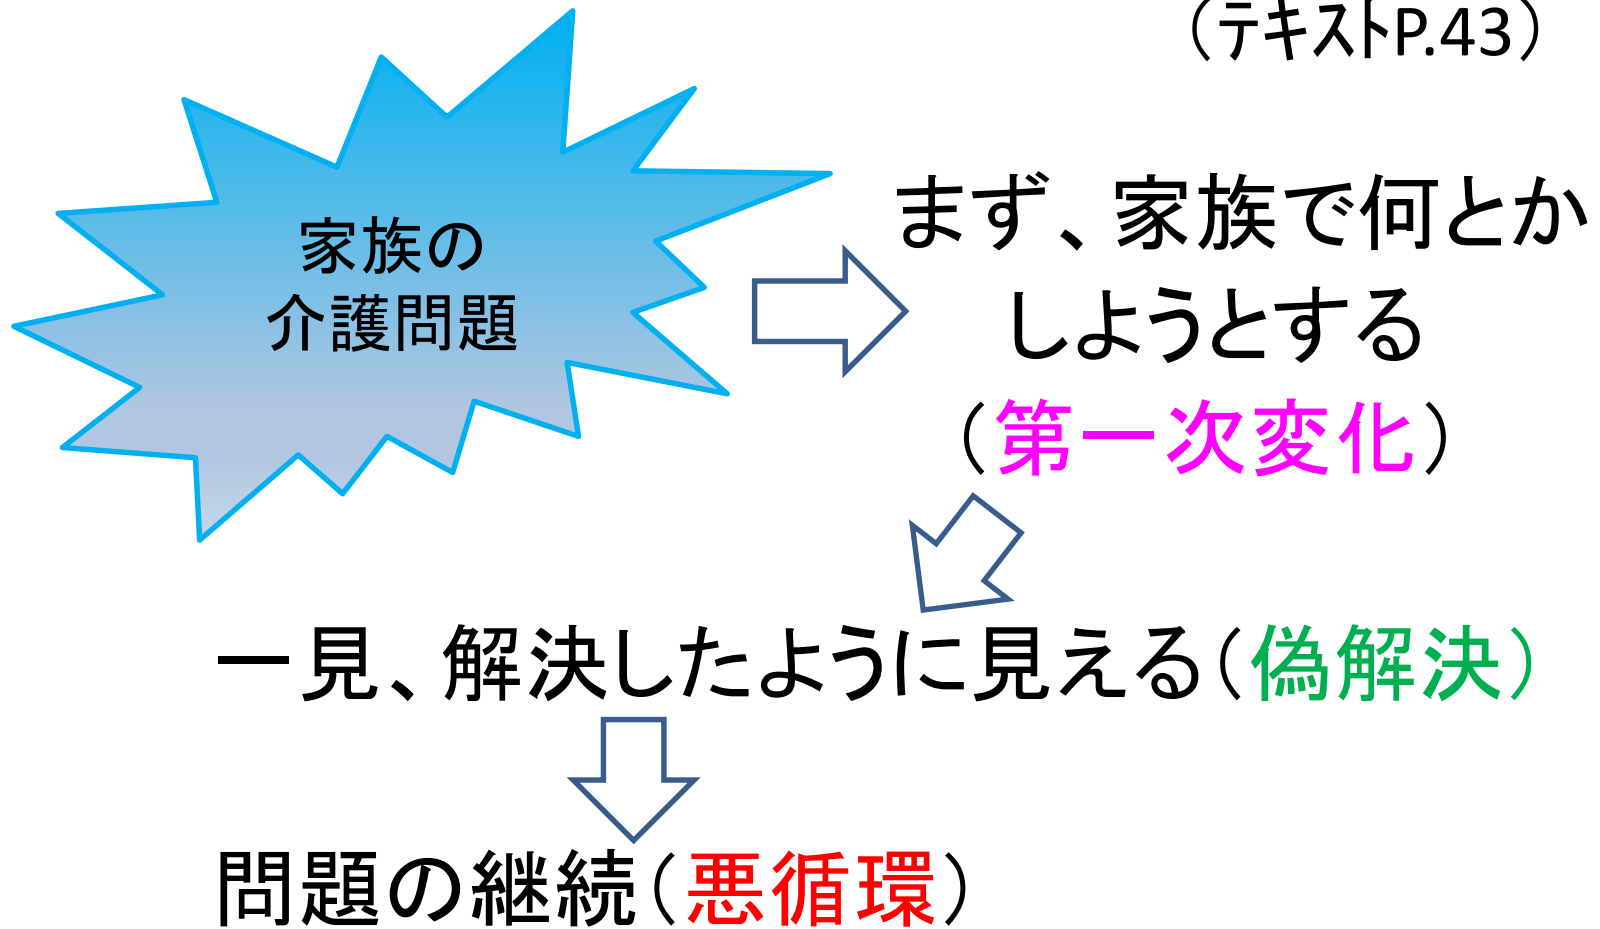 （テキストP.43）
家族の
介護問題
まず、家族で何とか
しようとする
（第一次変化）
一見、解決したように見える（偽解決）
問題の継続（悪循環）